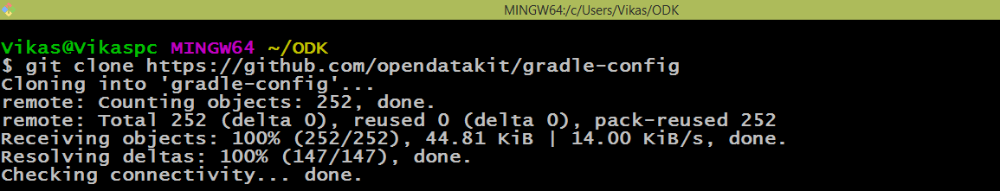 MINGW64:/c/Users/Vikas/ODK
Vikas@Vikaspc MINGW64 ~/ODK
$ git clone https://github.com/opendatakit/gradle-config
Cloning into 'gradle-config'...
remote: Counting objects: 252, done.
remote: Total 252 (delta 0), reused 0 (delta 0), pack-reused 252
Receiving objects: 100% (252/252), 44.81 KiB | 14.00 KiB/s, done.
Resolving deltas: 100% (147/147), done.
Checking connectivity... done.